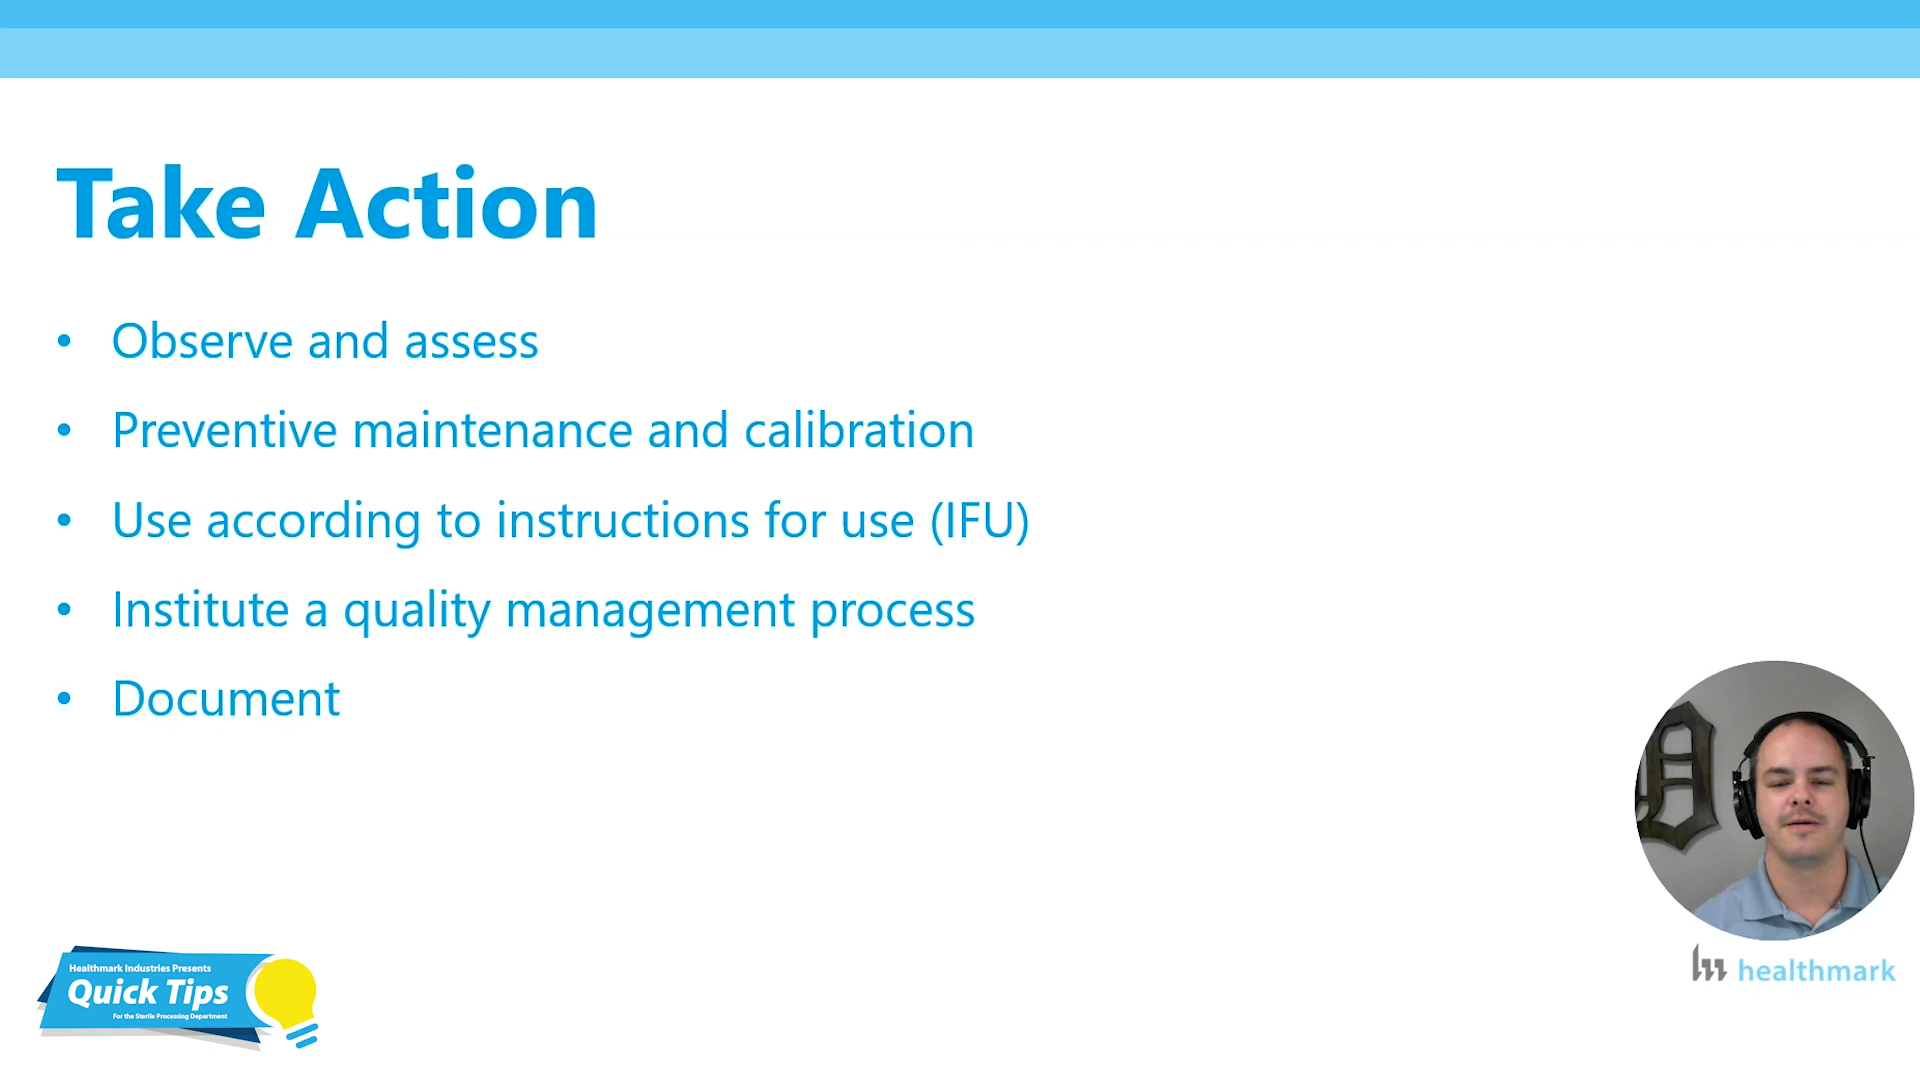 Take Action
• Observe and assess
• Preventive maintenance and calibration
• Use according to instructions for use (IFU)
• Institute a quality management process
• Document
Healthmark Industries Presents
Quick Tips
For the Sterile Processing Department
healthmark